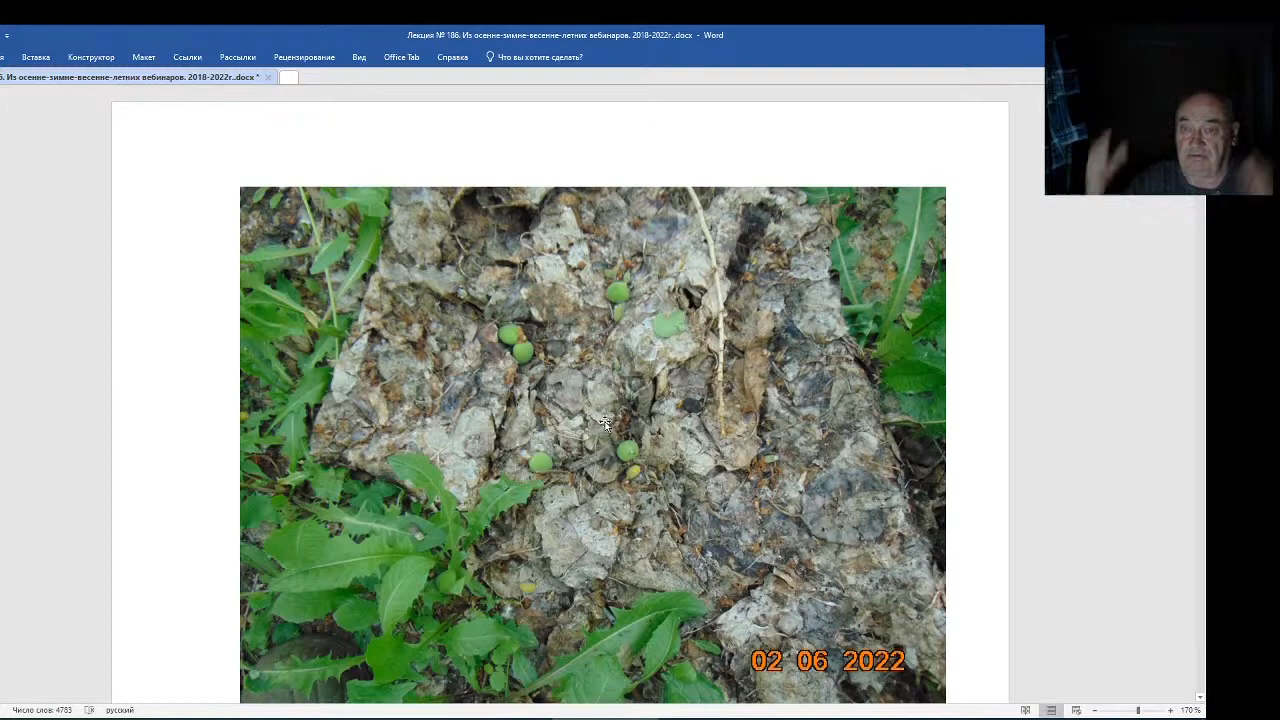 Лекция № 186. Из осенне-зимне-весенне-летних вебинаров. 2018-2022г..docx - Word
Вставка Конструктор Макет Ссылки Рассылки Рецензирование Вид Office Tab Справка Что вы хотите сделать?
6. Из осенне-зимне-весенне-летних вебинаров. 2018-2022г..docx *
02 06 2022
Число слов: 4783 русский 170 %